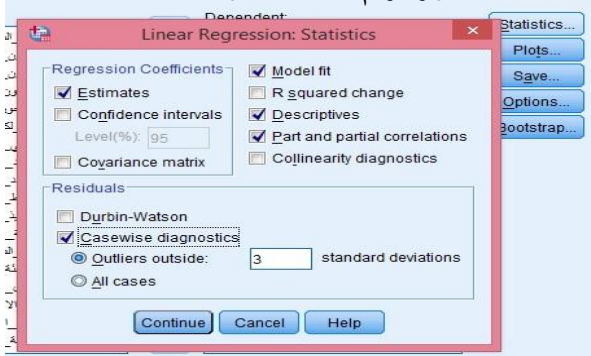 Dependent:
Linear Regression: Statistics
Statistics...
Plots...
Save...
Options...
Bootstrap...
Regression Coefficients
Estimates
Confidence intervals
Level(%): 95
Covariance matrix
Model fit
R squared change
Descriptives
Part and partial correlations
Collinearity diagnostics
Residuals
Durbin-Watson
Casewise diagnostics
Outliers outside: 3 standard deviations
All cases
Continue Cancel Help